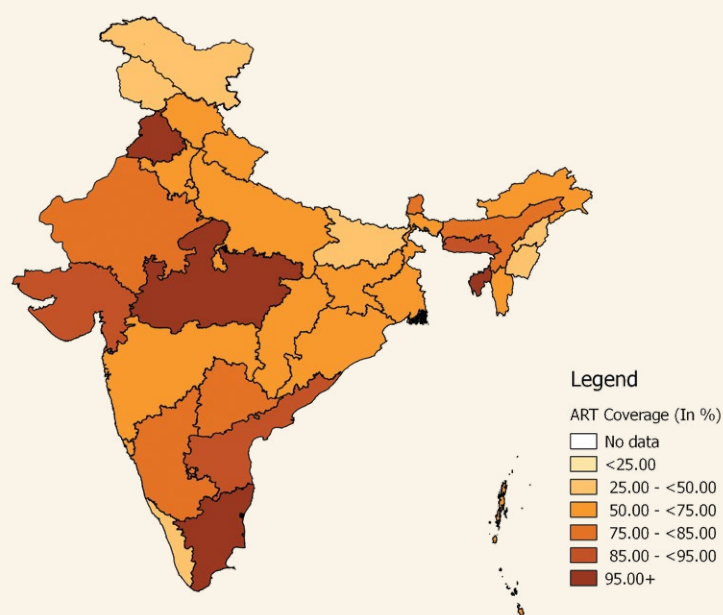 Legend
ART Coverage (In %)
No data
<25.00
25.00 - <50.00
50.00 - <75.00
75.00 - <85.00
85.00 - <95.00
95.00+